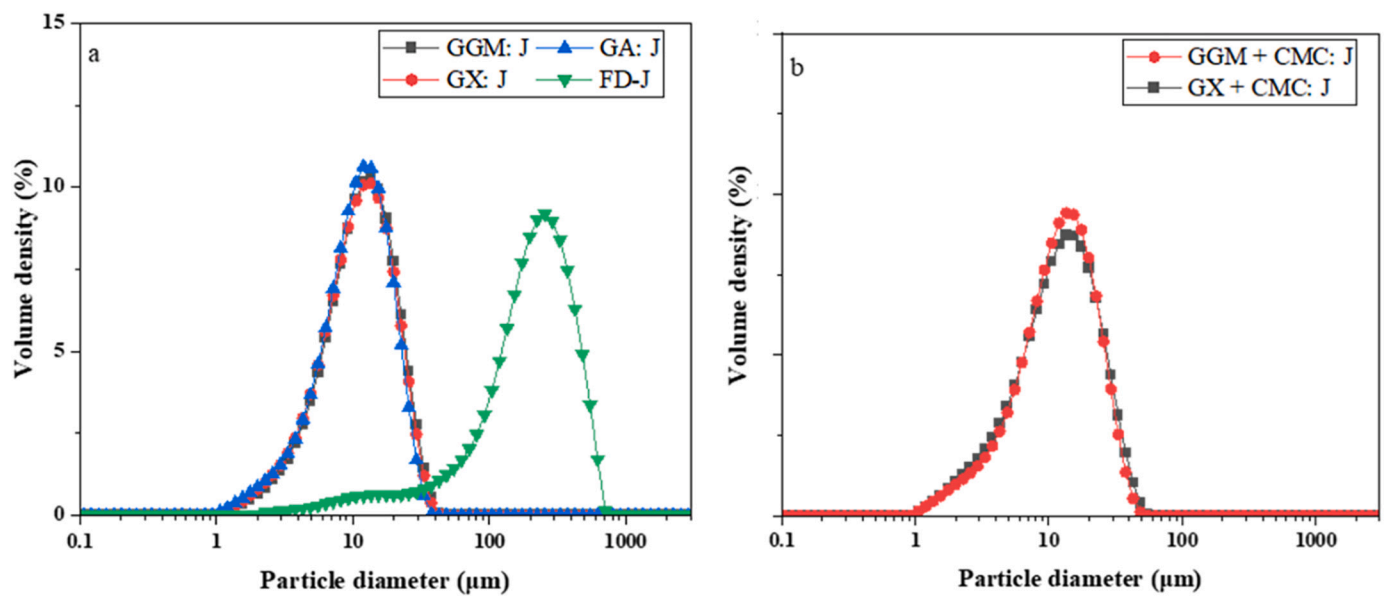 a
GGM: J
GA: J
GX: J
FD-J
15
10
5
0
Volume density (%)
0.1
1
10
100
1000
Particle diameter (μm)
b
GGM + CMC: J
GX + CMC: J
Volume density (%)
0.1
1
10
100
1000
Particle diameter (μm)